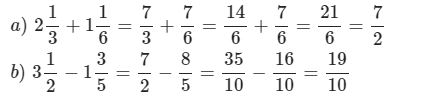 a) 2 1/3 + 1 1/6 = 7/3 + 7/6 = 14/6 + 7/6 = 21/6 = 7/2
b) 3 1/2 − 1 3/5 = 7/2 − 8/5 = 35/10 − 16/10 = 19/10